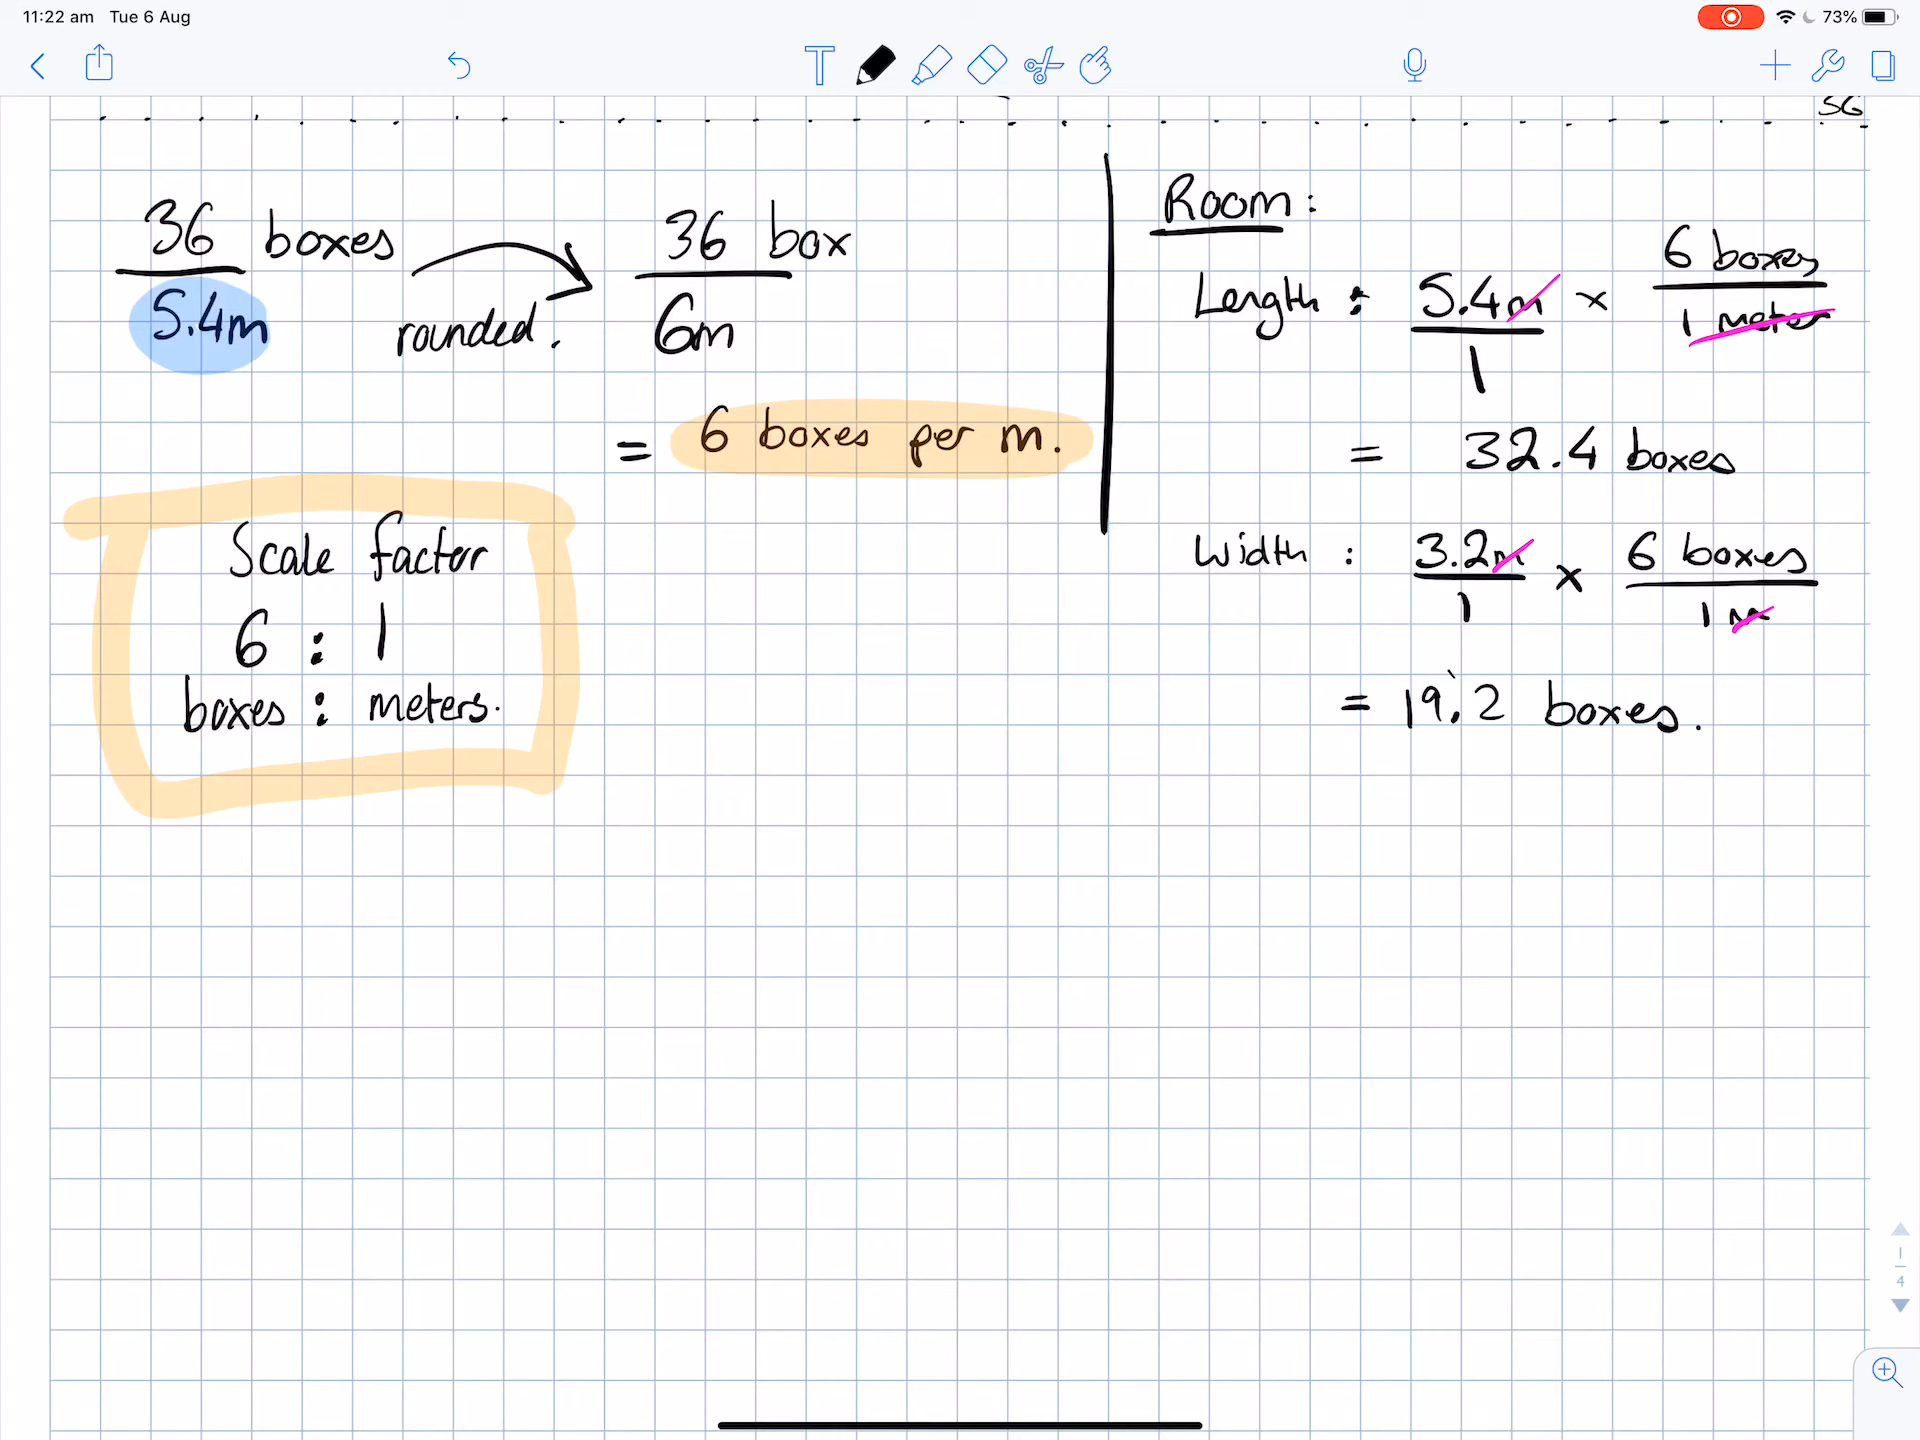 11:22 am Tue 6 Aug
73%
T
56
36 boxes
5.4m
rounded.
36 box
6m
= 6 boxes per m.
Scale factor
6 : 1
boxes : meters.
Room:
Length : 5.4m × 6 boxes
1 1 meter
= 32.4 boxes
Width : 3.2m × 6 boxes
1 1m
= 19.2 boxes.
1
4